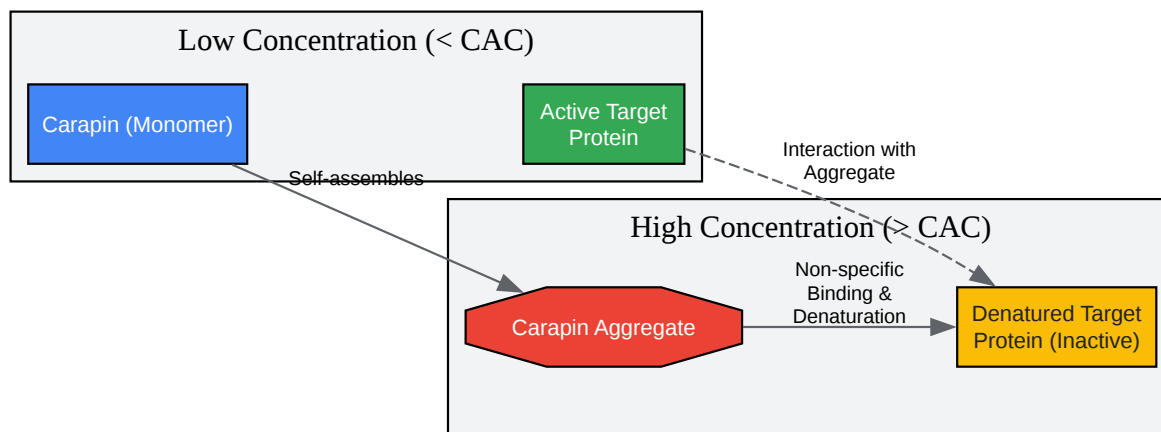 Low Concentration (< CAC)
Carapin (Monomer)
Active Target
Protein
Self-assembles
Interaction with
Aggregate
High Concentration (> CAC)
Carapin Aggregate
Non-specific
Binding &
Denaturation
Denatured Target
Protein (Inactive)